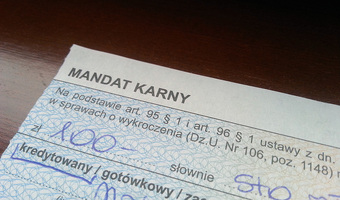 MANDAT KARNY
Na podstawie art. 95 § 1 i art. 96 § 1 ustawy z dn.
w sprawach o wykroczenia (Dz.U. Nr 106, poz. 1148) n
zł 100,-
słownie Sto
kredytowany / gotówkowy / za